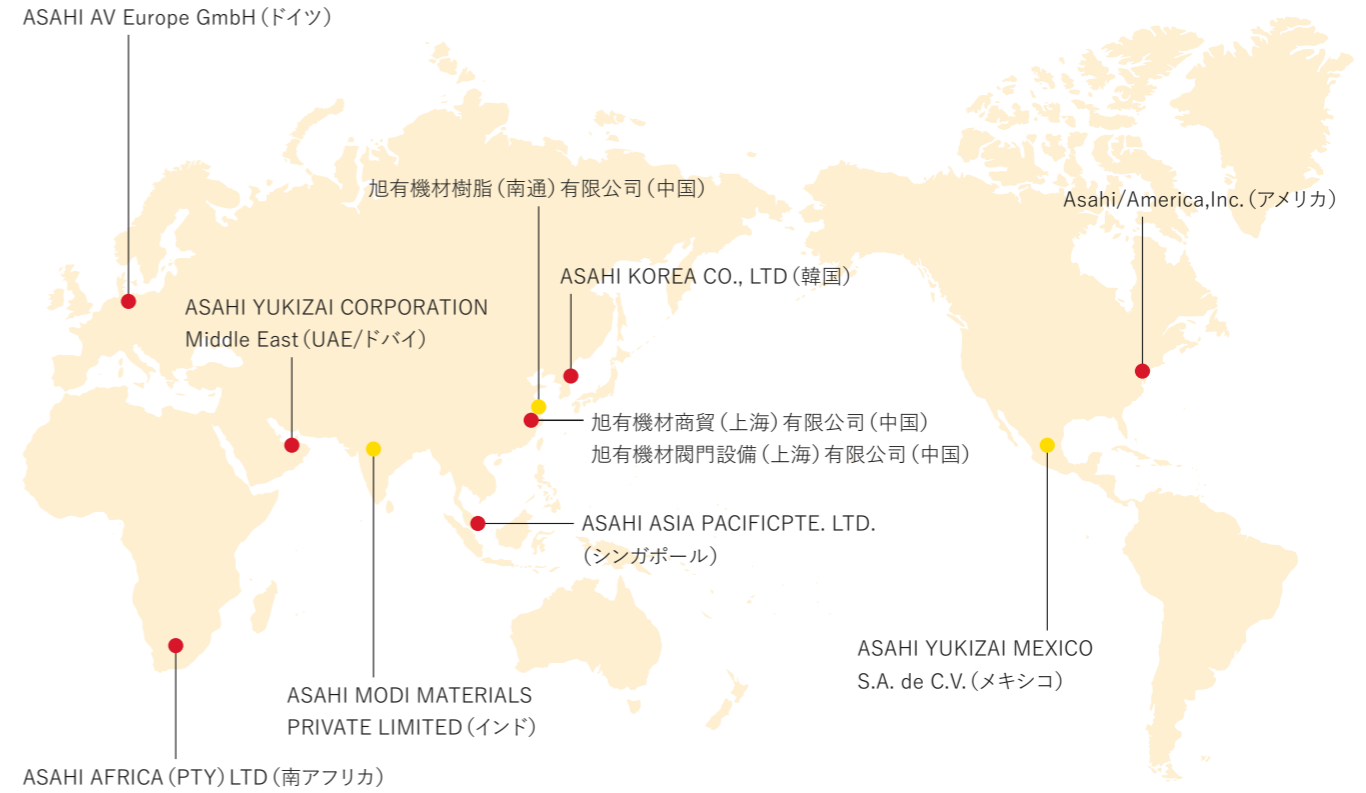 ASAHI AV Europe GmbH（ドイツ）
旭有機材樹脂（南通）有限公司（中国）
Asahi/America,Inc.（アメリカ）
ASAHI KOREA CO., LTD（韓国）
ASAHI YUKIZAI CORPORATION
Middle East（UAE/ドバイ）
旭有機材商貿（上海）有限公司（中国）
旭有機材閥門設備（上海）有限公司（中国）
ASAHI ASIA PACIFICPTE. LTD.
（シンガポール）
ASAHI YUKIZAI MEXICO
S.A. de C.V.（メキシコ）
ASAHI MODI MATERIALS
PRIVATE LIMITED（インド）
ASAHI AFRICA（PTY）LTD（南アフリカ）